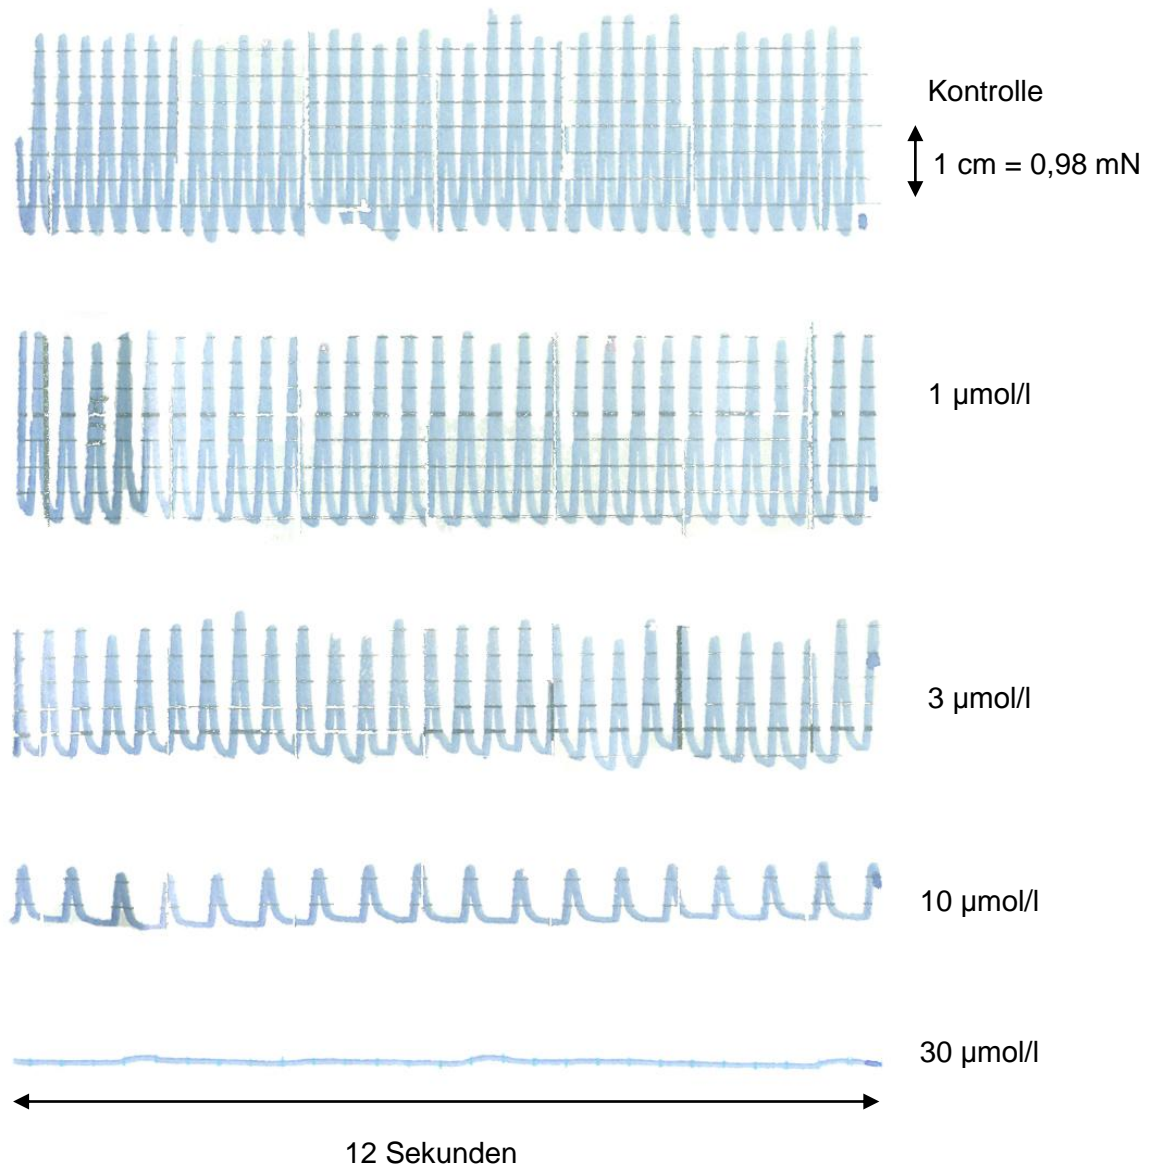 Kontrolle
1 cm = 0,98 mN
1 µmol/l
3 µmol/l
10 µmol/l
30 µmol/l
12 Sekunden